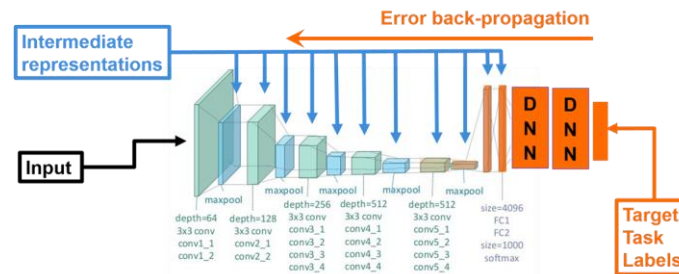 Error back-propagation
Intermediate
representations
Input
D
N
N
D
N
N
maxpool
maxpool
maxpool
maxpool
maxpool
depth=64
3x3 conv
conv1_1
conv1_2
depth=128
3x3 conv
conv2_1
conv2_2
depth=256
3x3 conv
conv3_1
conv3_2
conv3_3
conv3_4
depth=512
3x3 conv
conv4_1
conv4_2
conv4_3
conv4_4
depth=512
3x3 conv
conv5_1
conv5_2
conv5_3
conv5_4
size=4096
FC1
FC2
size=1000
softmax
Target
Task
Labels